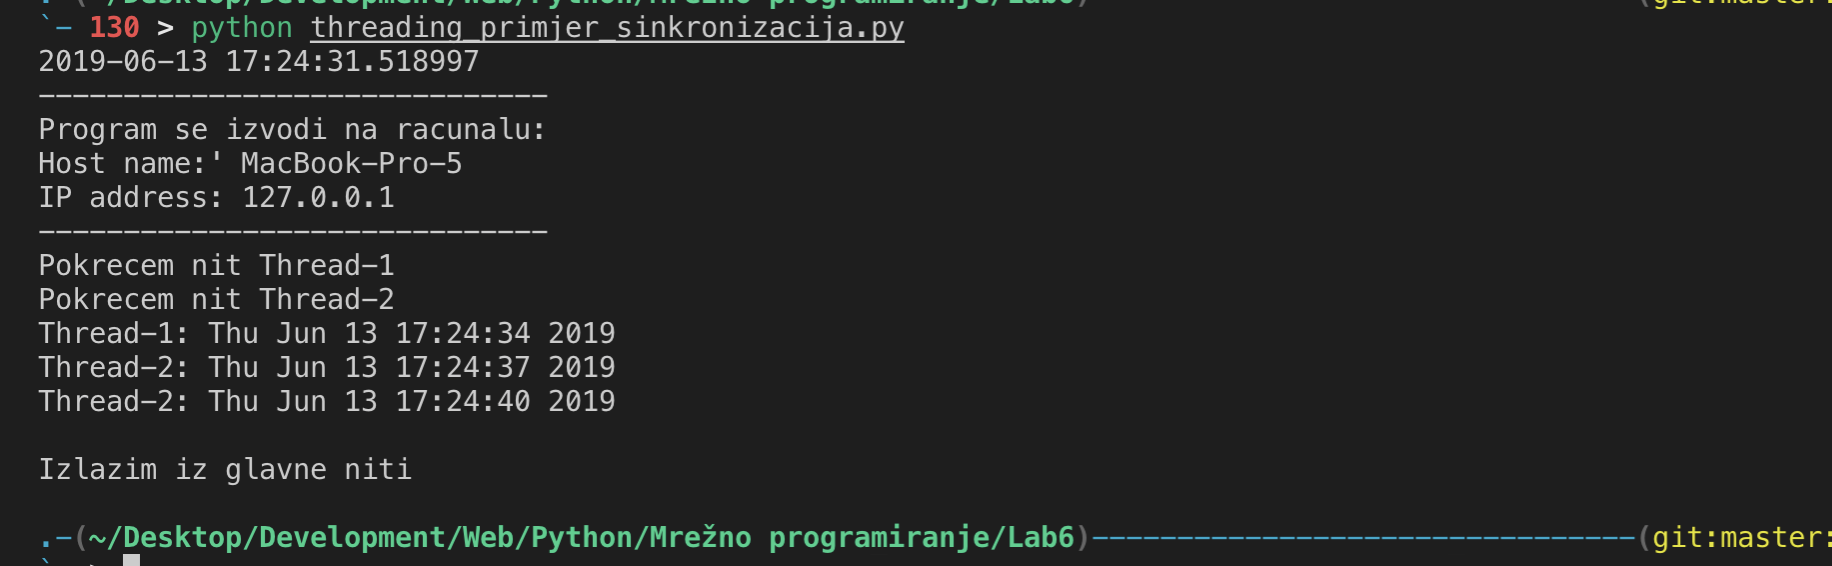 .-(~/Desktop/Development/Web/Python/Mrežno programiranje/Lab6) (git:master:
`- 130 > python threading_primjer_sinkronizacija.py
2019-06-13 17:24:31.518997
------------------------------
Program se izvodi na racunalu:
Host name:' MacBook-Pro-5
IP address: 127.0.0.1
------------------------------
Pokrecem nit Thread-1
Pokrecem nit Thread-2
Thread-1: Thu Jun 13 17:24:34 2019
Thread-2: Thu Jun 13 17:24:37 2019
Thread-2: Thu Jun 13 17:24:40 2019
Izlazim iz glavne niti
.-(~/Desktop/Development/Web/Python/Mrežno programiranje/Lab6)--------------------------------(git:master:
`- >